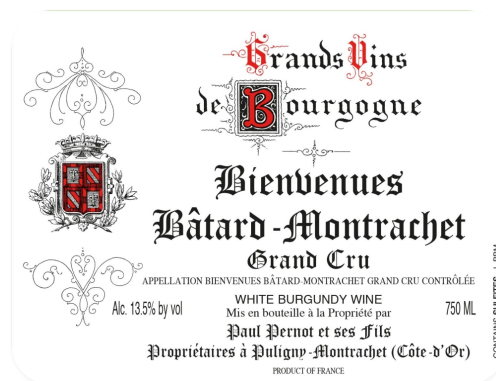 Grands Vins
de Bourgogne
Bienvenues
Bâtard-Montrachet
Grand Cru
APPELLATION BIENVENUES BÂTARD-MONTRACHET GRAND CRU CONTRÔLÉE
Alc. 13.5% by vol
WHITE BURGUNDY WINE
Mis en bouteille à la Propriété par
750 ML
Paul Pernot et ses Fils
Propriétaires à Puligny-Montrachet (Côte-d'Or)
PRODUCT OF FRANCE
CONTAINS SULFITES